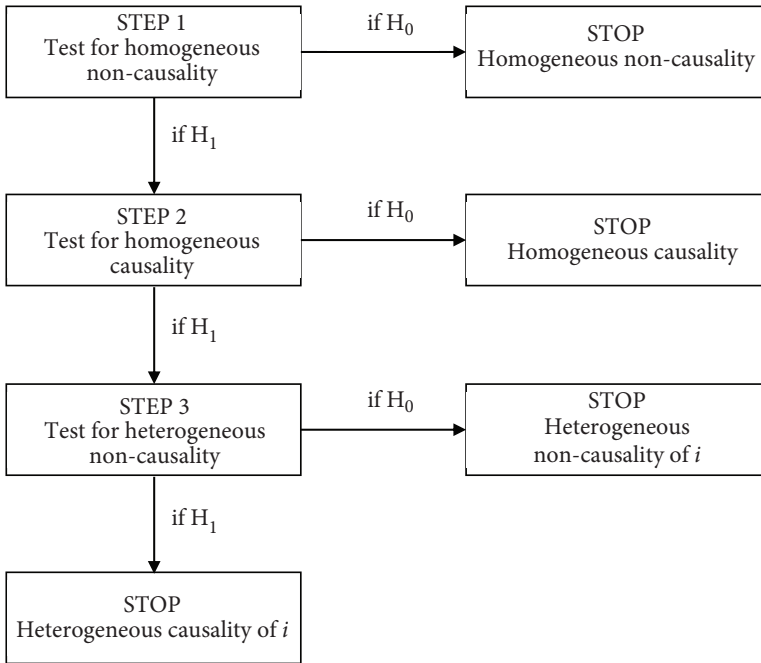 STEP 1
Test for homogeneous
non-causality
if H₀
STOP
Homogeneous non-causality
if H₁
STEP 2
Test for homogeneous
causality
if H₀
STOP
Homogeneous causality
if H₁
STEP 3
Test for heterogeneous
non-causality
if H₀
STOP
Heterogeneous
non-causality of i
if H₁
STOP
Heterogeneous causality of i